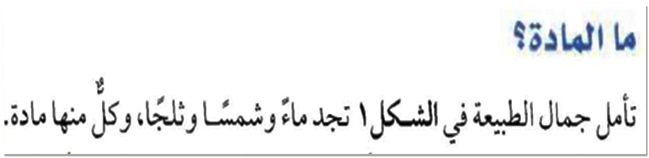 ما المادة؟
تأمل جمال الطبيعة في الشكل ١ تجد ماءً وشمسًا وثلجًا، وكلٌّ منها مادة.